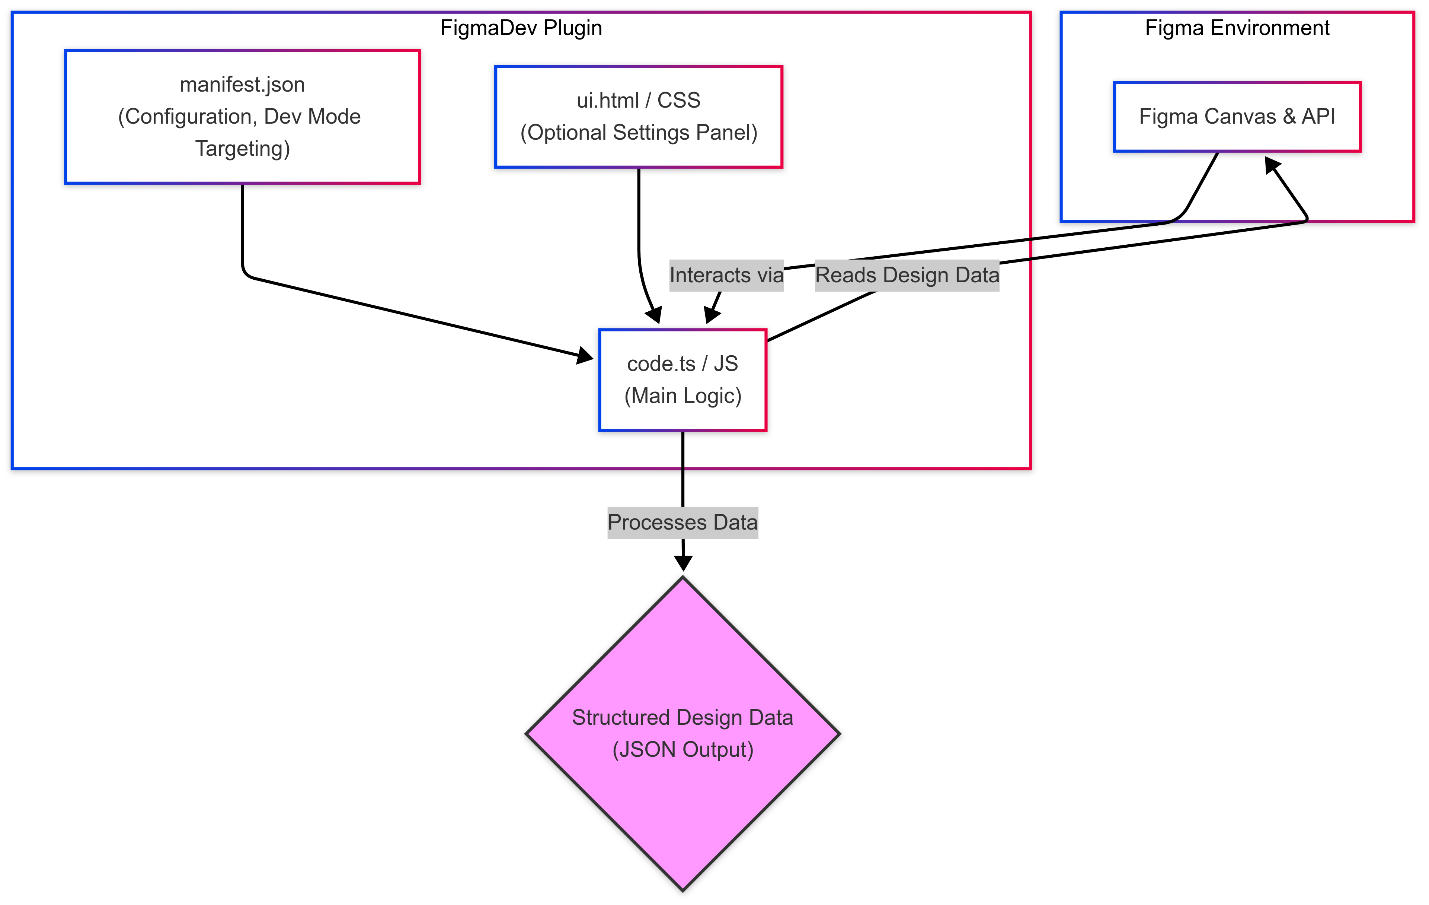 FigmaDev Plugin
Figma Environment
manifest.json
(Configuration, Dev Mode
Targeting)
ui.html / CSS
(Optional Settings Panel)
Figma Canvas & API
Interacts via
Reads Design Data
code.ts / JS
(Main Logic)
Processes Data
Structured Design Data
(JSON Output)